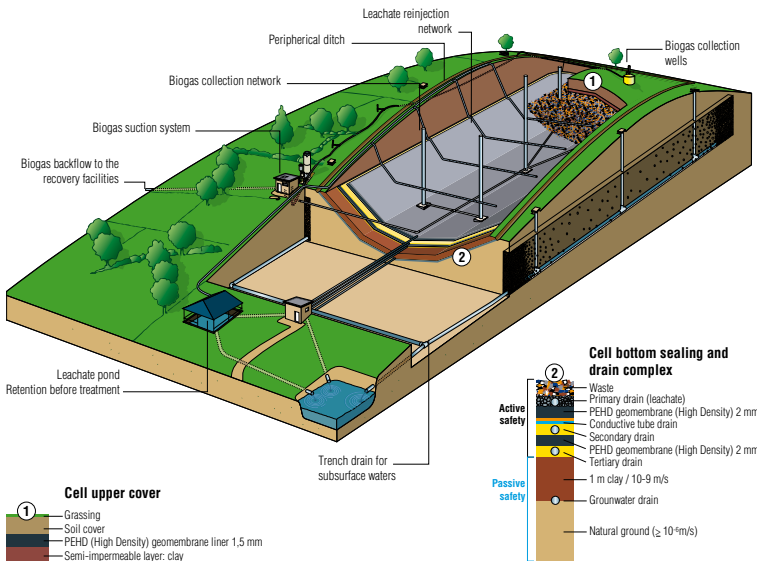 Leachate reinjection
network
Peripherical ditch
Biogas collection
wells
Biogas collection network
Biogas suction system
Biogas backflow to the
recovery facilities
1
2
Leachate pond
Retention before treatment
Trench drain for
subsurface waters
Cell bottom sealing and
drain complex
2
Waste
Primary drain (leachate)
PEHD geomembrane (High Density) 2 mm
Conductive tube drain
Secondary drain
PEHD geomembrane (High Density) 2 mm
Tertiary drain
1 m clay / 10-9 m/s
Grounwater drain
Natural ground (≥ 10-6m/s)
Active
safety
Passive
safety
Cell upper cover
1
Grassing
Soil cover
PEHD (High Density) geomembrane liner 1,5 mm
Semi-impermeable layer: clay